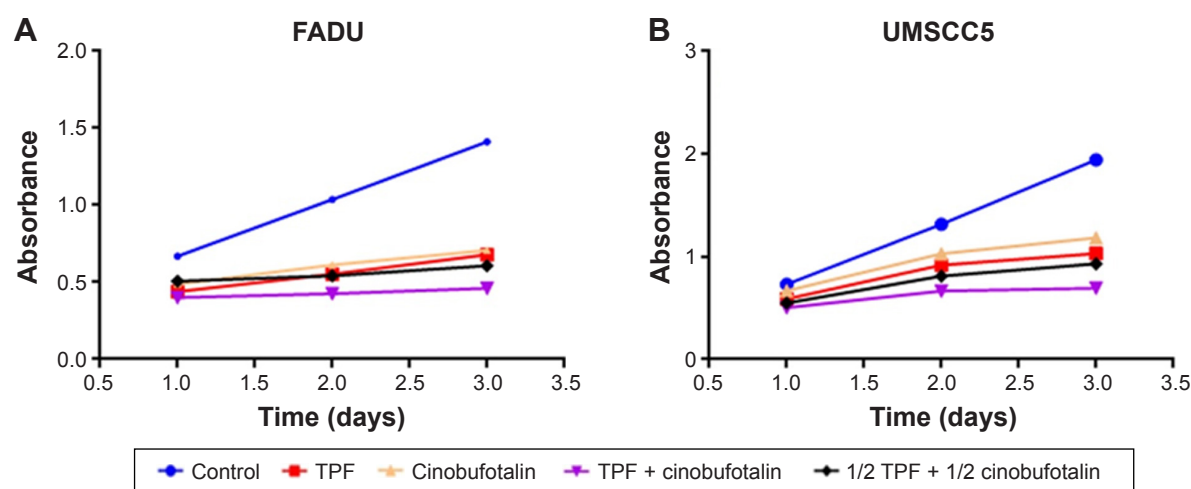 A
FADU
Absorbance
2.0
1.5
1.0
0.5
0.0
0.5 1.0 1.5 2.0 2.5 3.0 3.5
Time (days)
B
UMSCC5
Absorbance
3
2
1
0
0.5 1.0 1.5 2.0 2.5 3.0 3.5
Time (days)
Control TPF Cinobufotalin TPF + cinobufotalin 1/2 TPF + 1/2 cinobufotalin